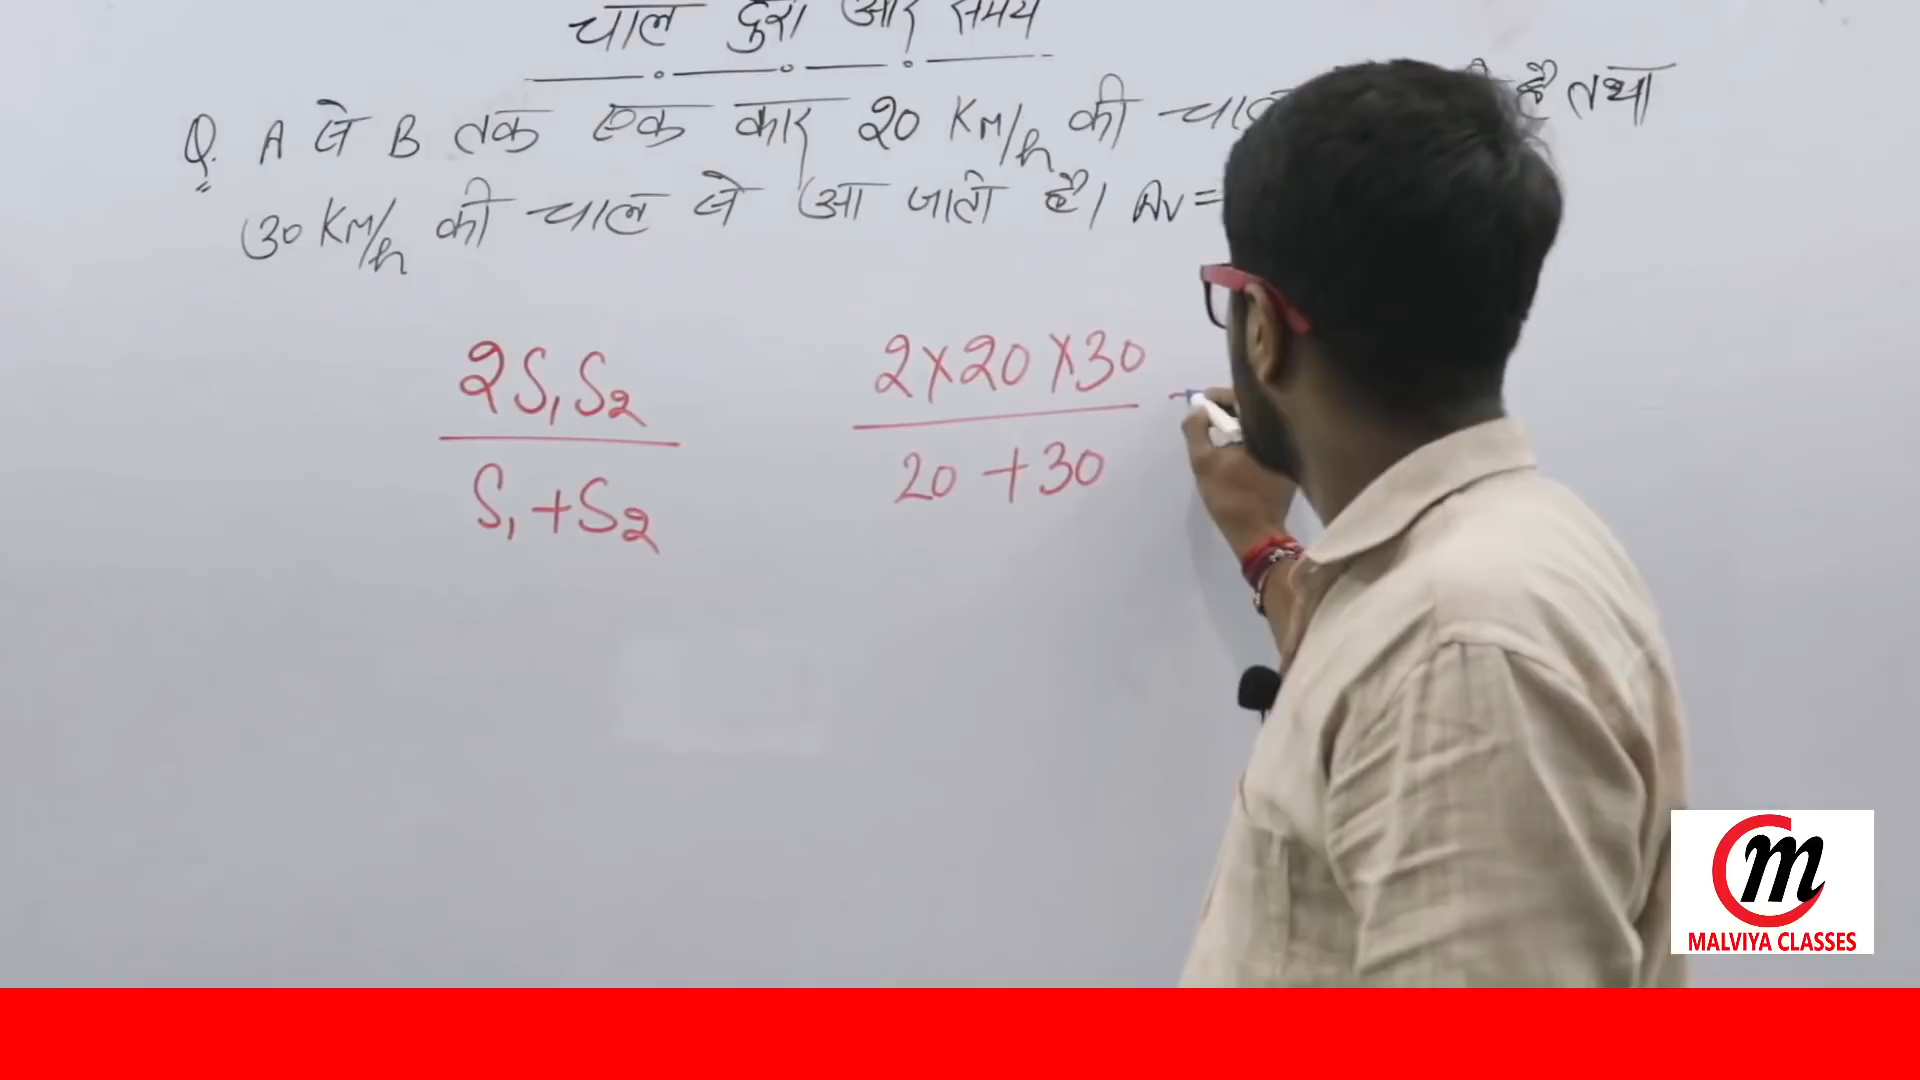 चाल दुरी और समय
Q. A से B तक एक कार 20 KM/h की चाल है तथा
30 KM/h की चाल से आ जाती है। Av =
2S₁S₂
S₁+S₂
2×20×30
20+30
m
MALVIYA CLASSES